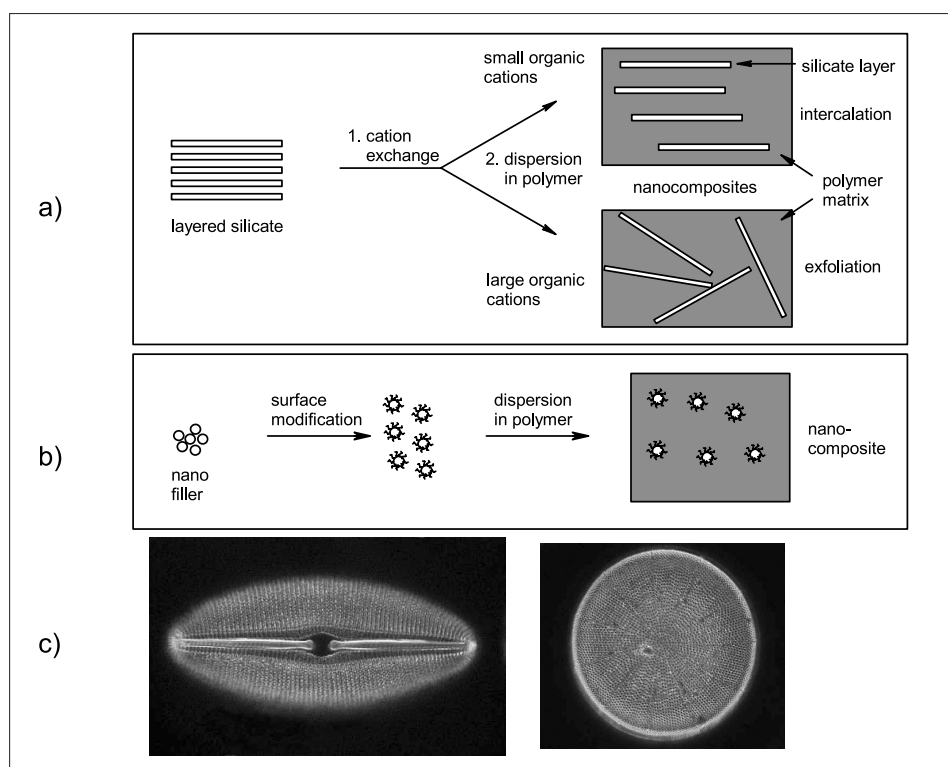 a)
layered silicate
1. cation
exchange
small organic
cations
2. dispersion
in polymer
large organic
cations
silicate layer
intercalation
nanocomposites
polymer
matrix
exfoliation
b)
nano
filler
surface
modification
dispersion
in polymer
nano-
composite
c)